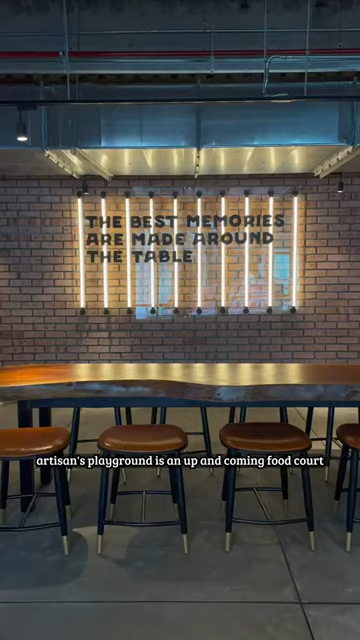 THE BEST MEMORIES
ARE MADE AROUND
THE TABLE
artisan's playground is an up and coming food court